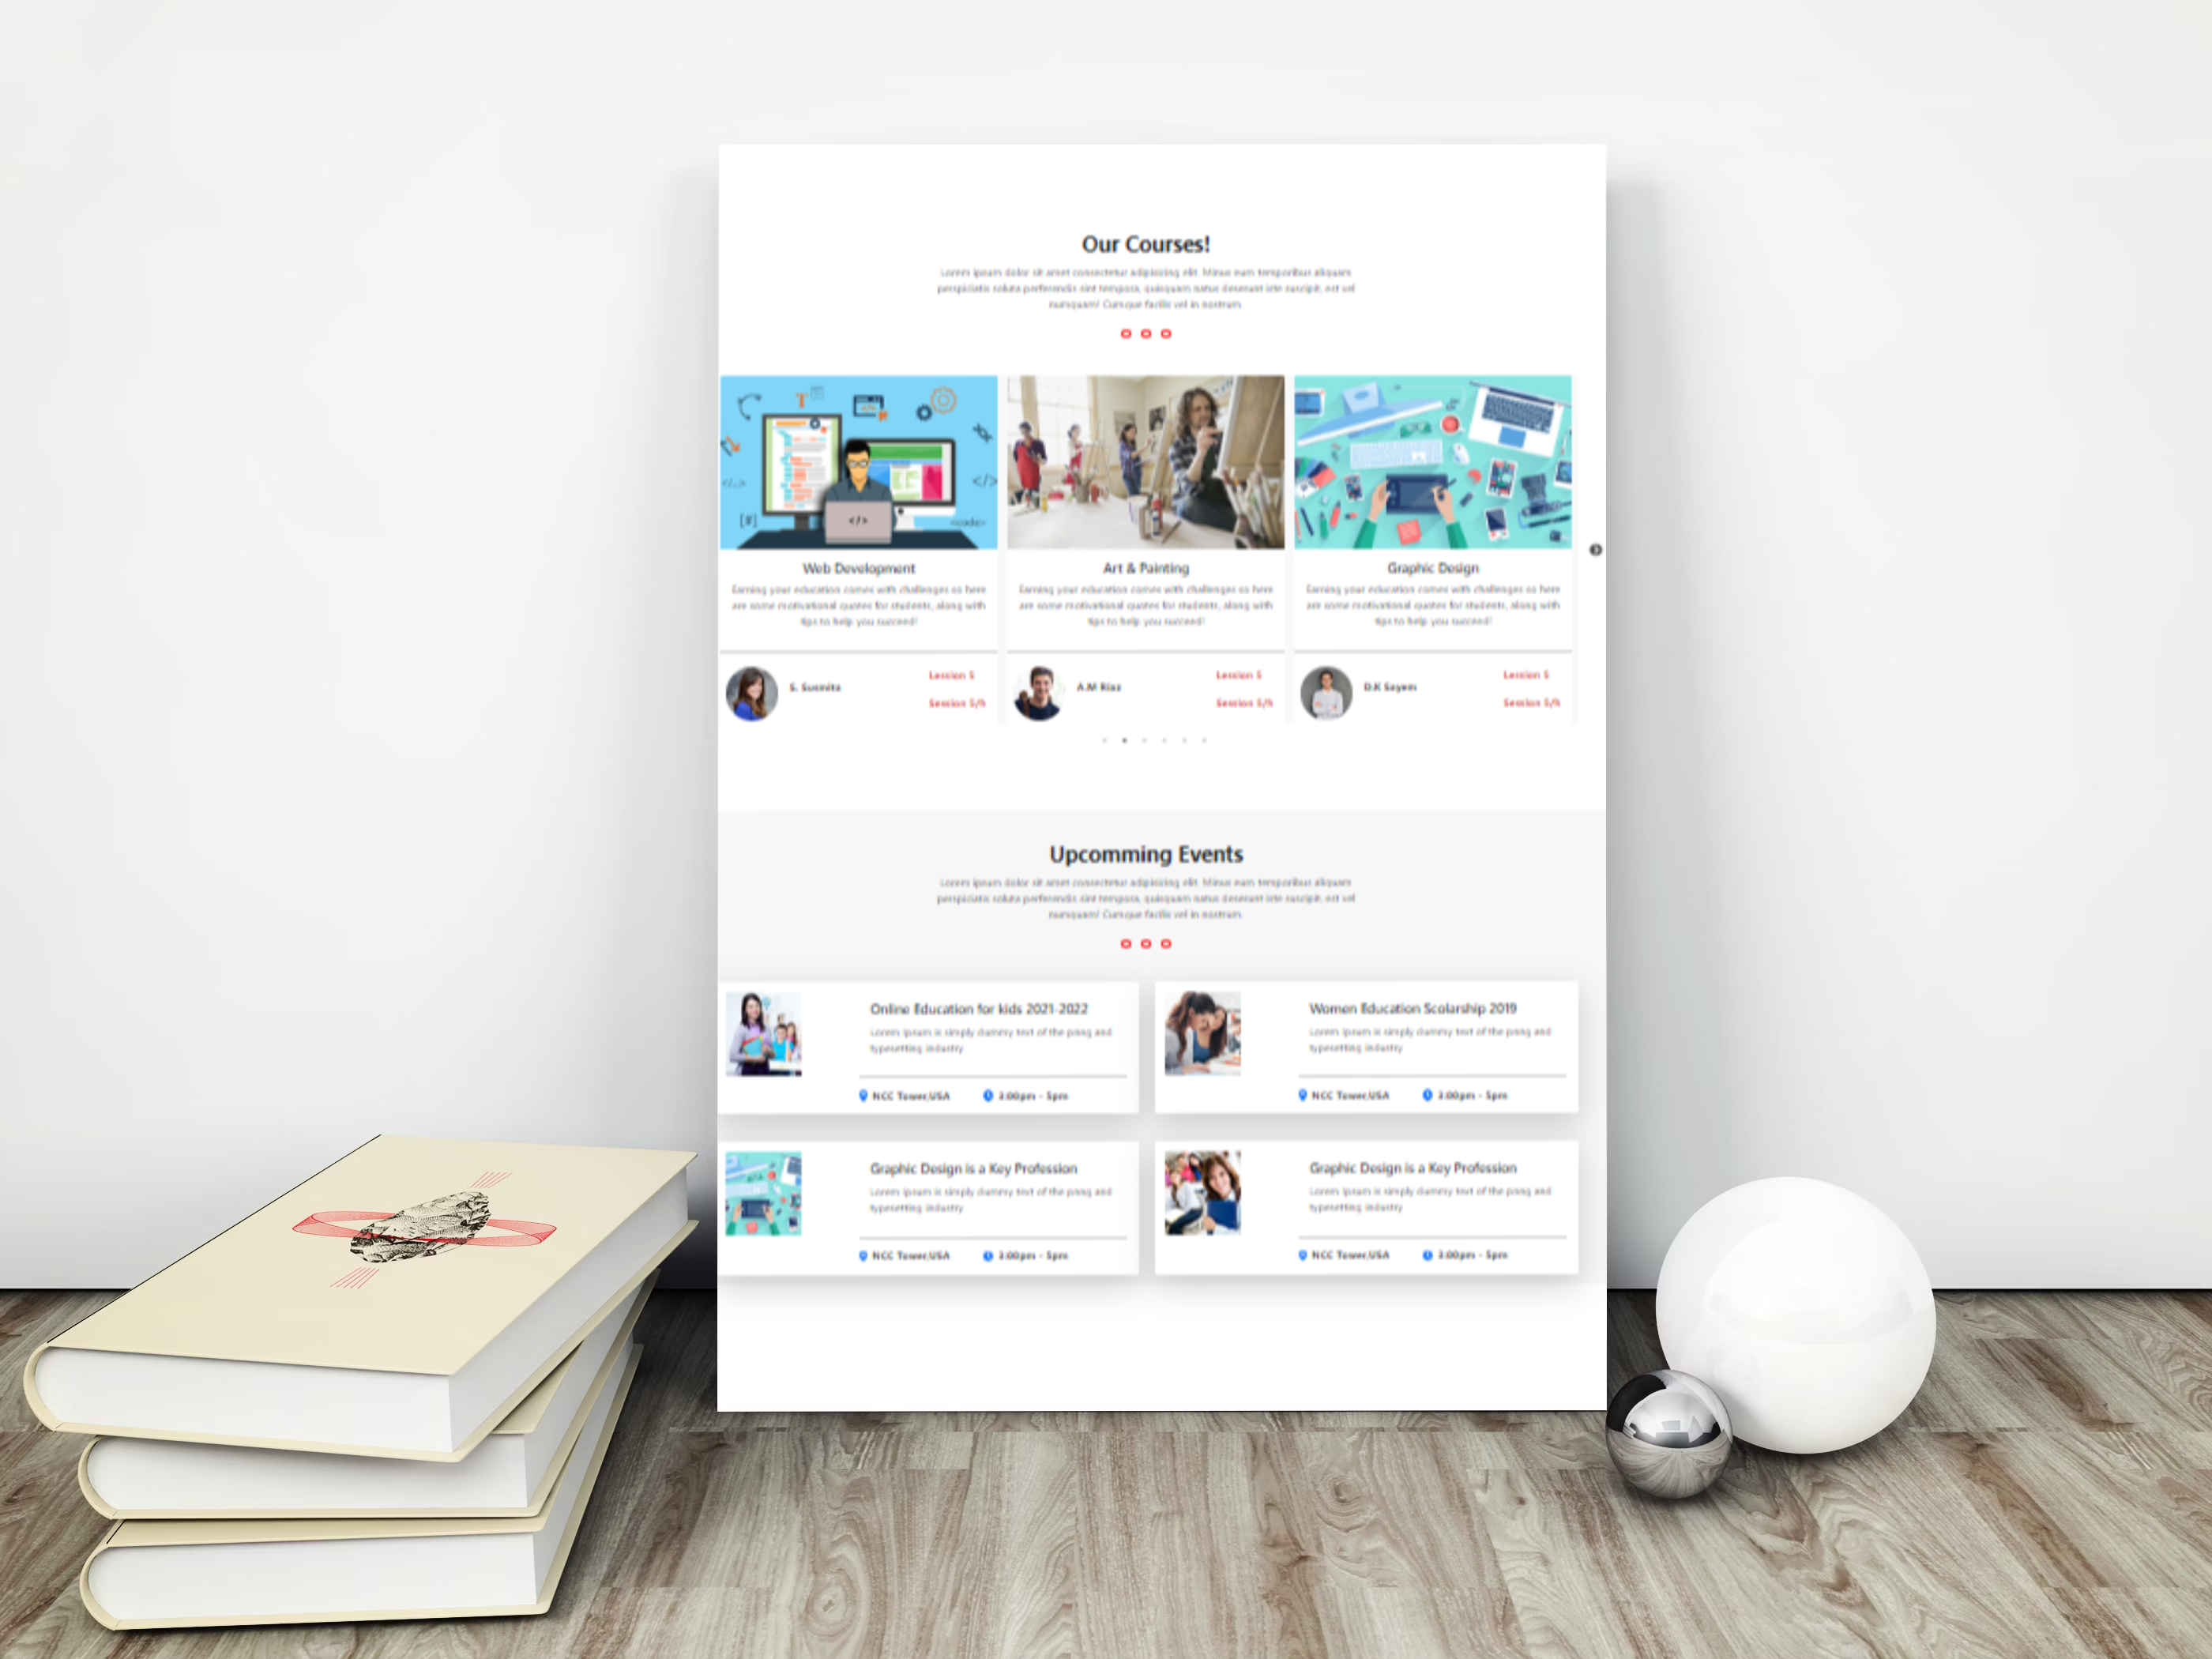 Our Courses!
Lorem ipsum dolor sit amet consectetur adipisicing elit. Minus eum temporibus aliquam
perspiciatis soluta perferendis sint tempora, quisquam natus deserunt iste suscipit, est vel
numquam! Cumque facilis vel in nostrum.
</>
</>
[#]
<code>
Web Development
Art & Painting
Graphic Design
Earning your education comes with challenges so here
are some motivational quotes for students, along with
tips to help you succeed!
Earning your education comes with challenges so here
are some motivational quotes for students, along with
tips to help you succeed!
Earning your education comes with challenges so here
are some motivational quotes for students, along with
tips to help you succeed!
S. Susmita
Lession 5
Session 5/h
A.M Riaz
Lession 5
Session 5/h
D.K Sayem
Lession 5
Session 5/h
Upcomming Events
Lorem ipsum dolor sit amet consectetur adipisicing elit. Minus eum temporibus aliquam
perspiciatis soluta perferendis sint tempora, quisquam natus deserunt iste suscipit, est vel
numquam! Cumque facilis vel in nostrum.
Online Education for kids 2021-2022
Lorem Ipsum is simply dummy text of the and
typesetting industry
NCC Tower,USA
3.00pm - 5pm
Women Education Scolarship 2019
Lorem Ipsum is simply dummy text of the and
typesetting industry
NCC Tower,USA
3.00pm - 5pm
Graphic Design is a Key Profession
Lorem Ipsum is simply dummy text of the and
typesetting industry
NCC Tower,USA
3.00pm - 5pm
Graphic Design is a Key Profession
Lorem Ipsum is simply dummy text of the and
typesetting industry
NCC Tower,USA
3.00pm - 5pm